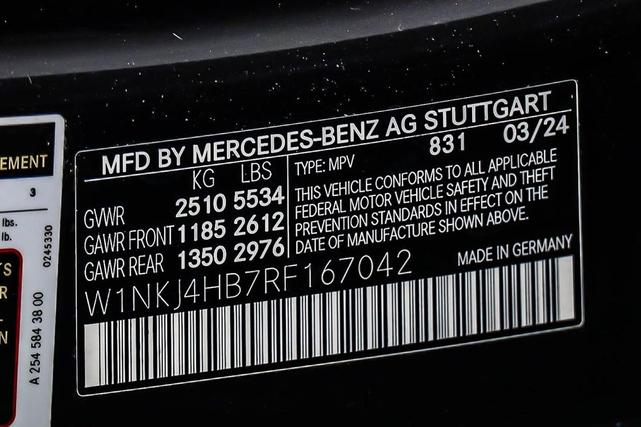 EMENT
3
lbs.
lb.
0245330
A 254 584 38 00
MFD BY MERCEDES-BENZ AG STUTTGART
KG LBS
GVWR 2510 5534
GAWR FRONT 1185 2612
GAWR REAR 1350 2976
TYPE: MPV 831 03/24
THIS VEHICLE CONFORMS TO ALL APPLICABLE
FEDERAL MOTOR VEHICLE SAFETY AND THEFT
PREVENTION STANDARDS IN EFFECT ON THE
DATE OF MANUFACTURE SHOWN ABOVE.
W1NKJ4HB7RF167042
MADE IN GERMANY